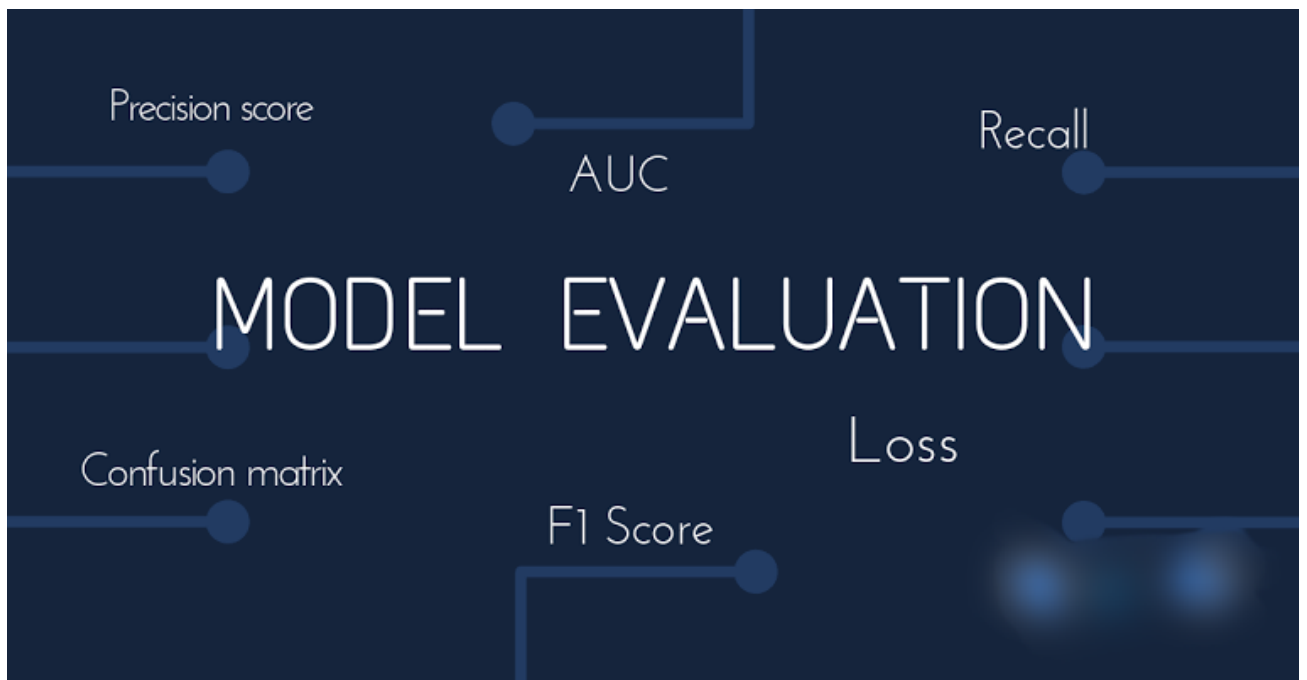 Precision score
AUC
Recall
MODEL EVALUATION
Loss
Confusion matrix
F1 Score